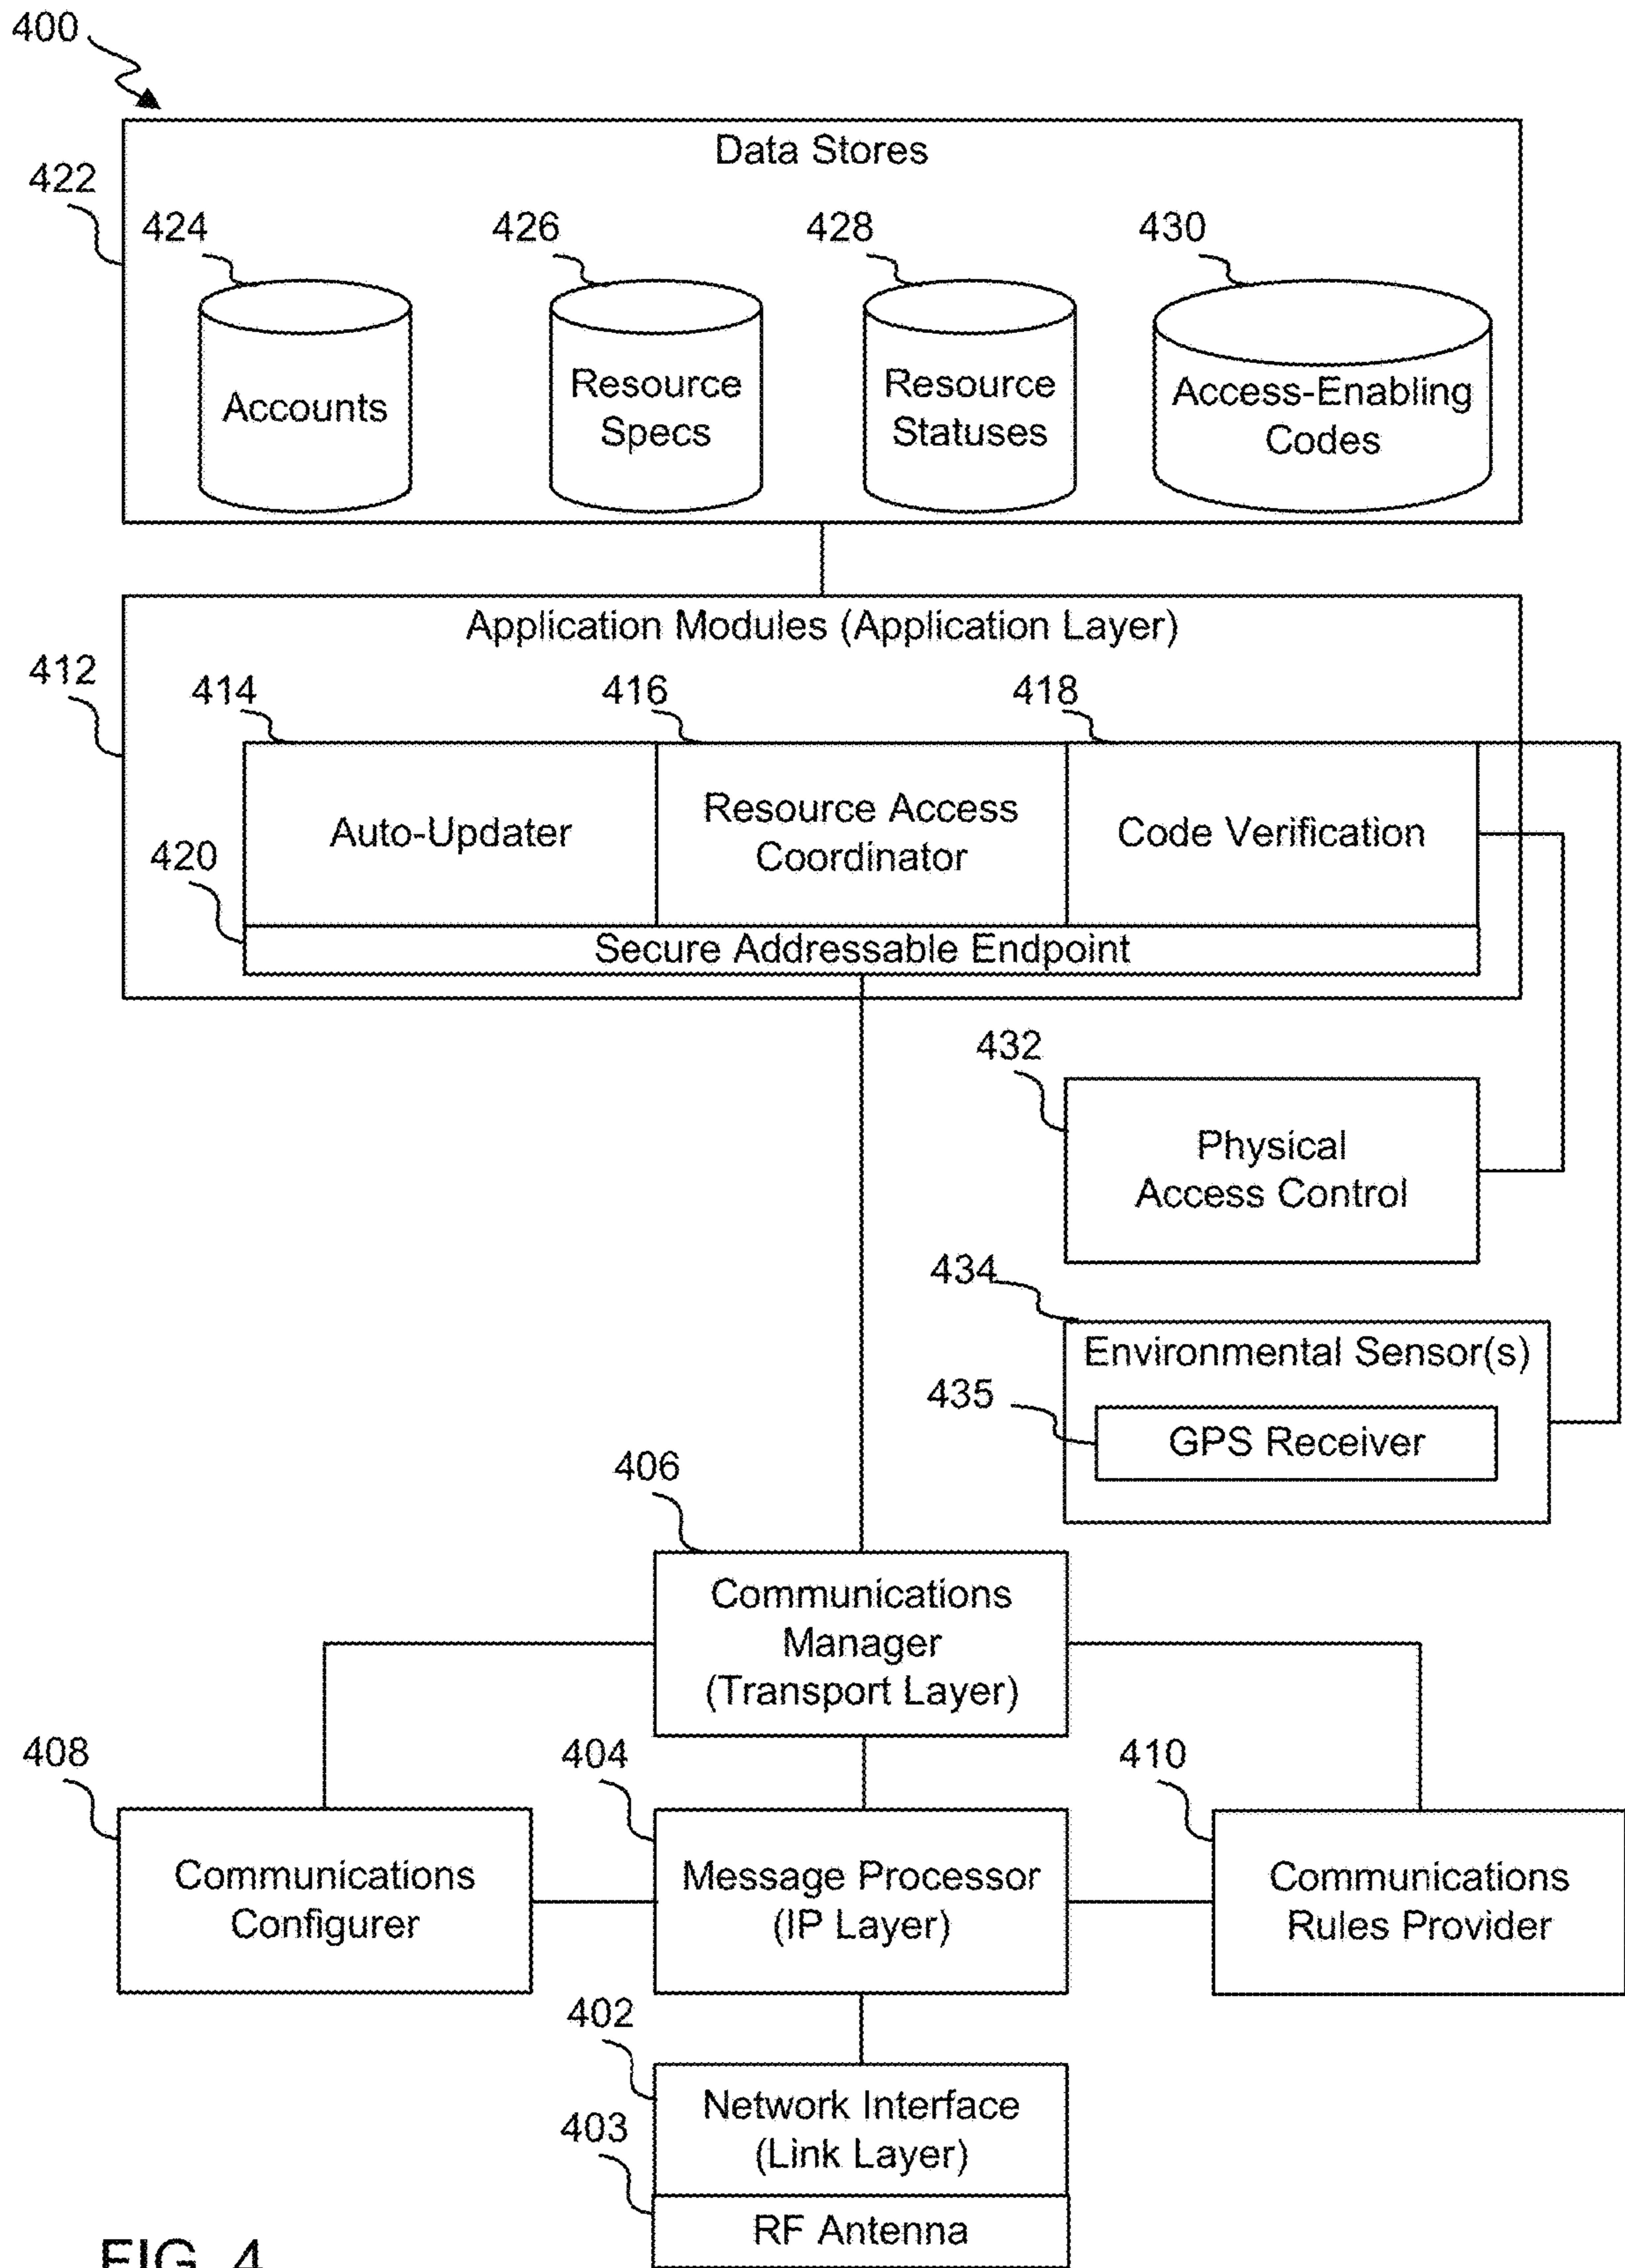 400
Data Stores
422
424
426
428
430
Accounts
Resource
Specs
Resource
Statuses
Access-Enabling
Codes
Application Modules (Application Layer)
412
414
416
418
Auto-Updater
Resource Access
Coordinator
Code Verification
420
Secure Addressable Endpoint
432
Physical
Access Control
434
Environmental Sensor(s)
435
GPS Receiver
406
Communications
Manager
(Transport Layer)
408
404
410
Communications
Configurer
Message Processor
(IP Layer)
Communications
Rules Provider
402
Network Interface
(Link Layer)
403
RF Antenna
FIG. 4